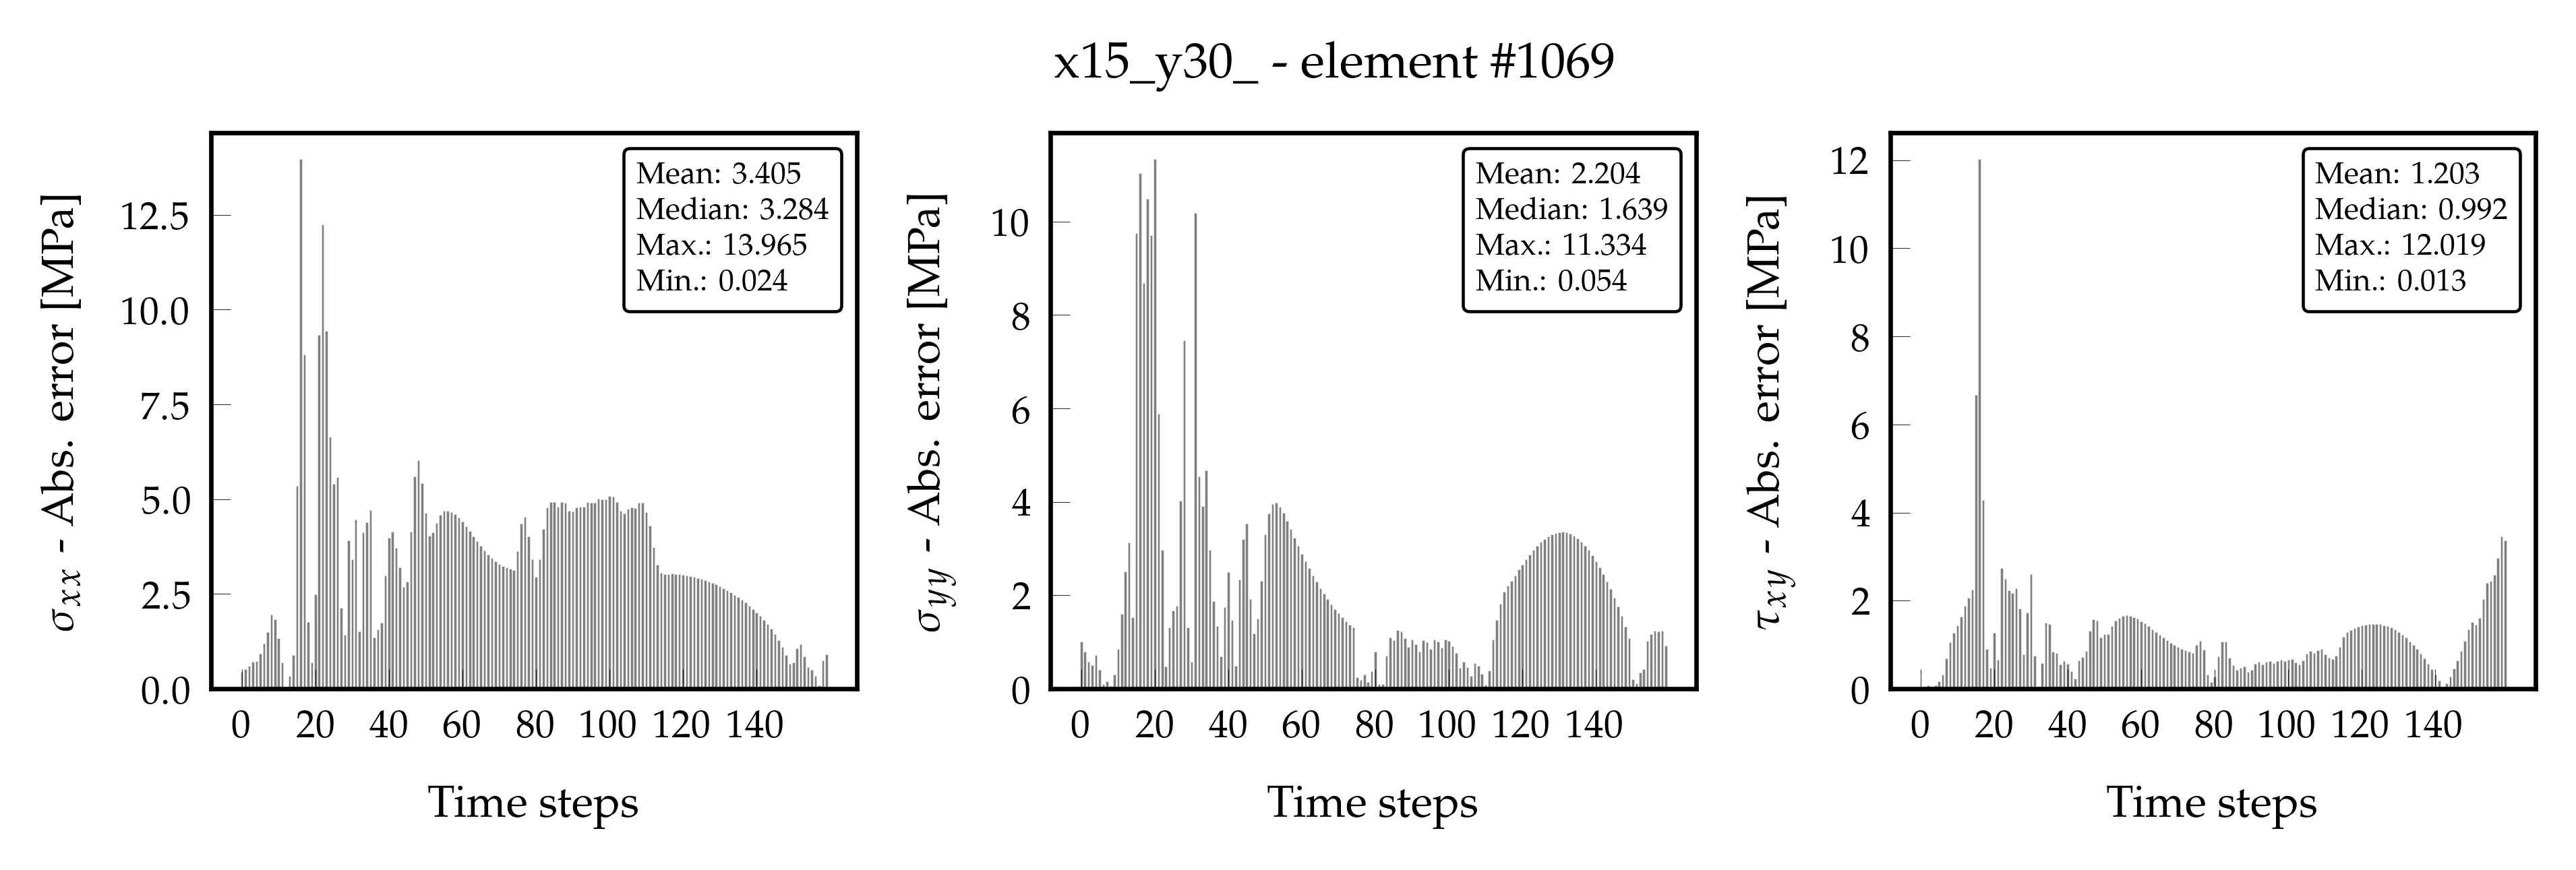 x15_y30_ - element #1069
σxx - Abs. error [MPa]
12.5
10.0
7.5
5.0
2.5
0.0
0 20 40 60 80 100 120 140
Time steps
Mean: 3.405
Median: 3.284
Max.: 13.965
Min.: 0.024
σyy - Abs. error [MPa]
10
8
6
4
2
0
0 20 40 60 80 100 120 140
Time steps
Mean: 2.204
Median: 1.639
Max.: 11.334
Min.: 0.054
τxy - Abs. error [MPa]
12
10
8
6
4
2
0
0 20 40 60 80 100 120 140
Time steps
Mean: 1.203
Median: 0.992
Max.: 12.019
Min.: 0.013